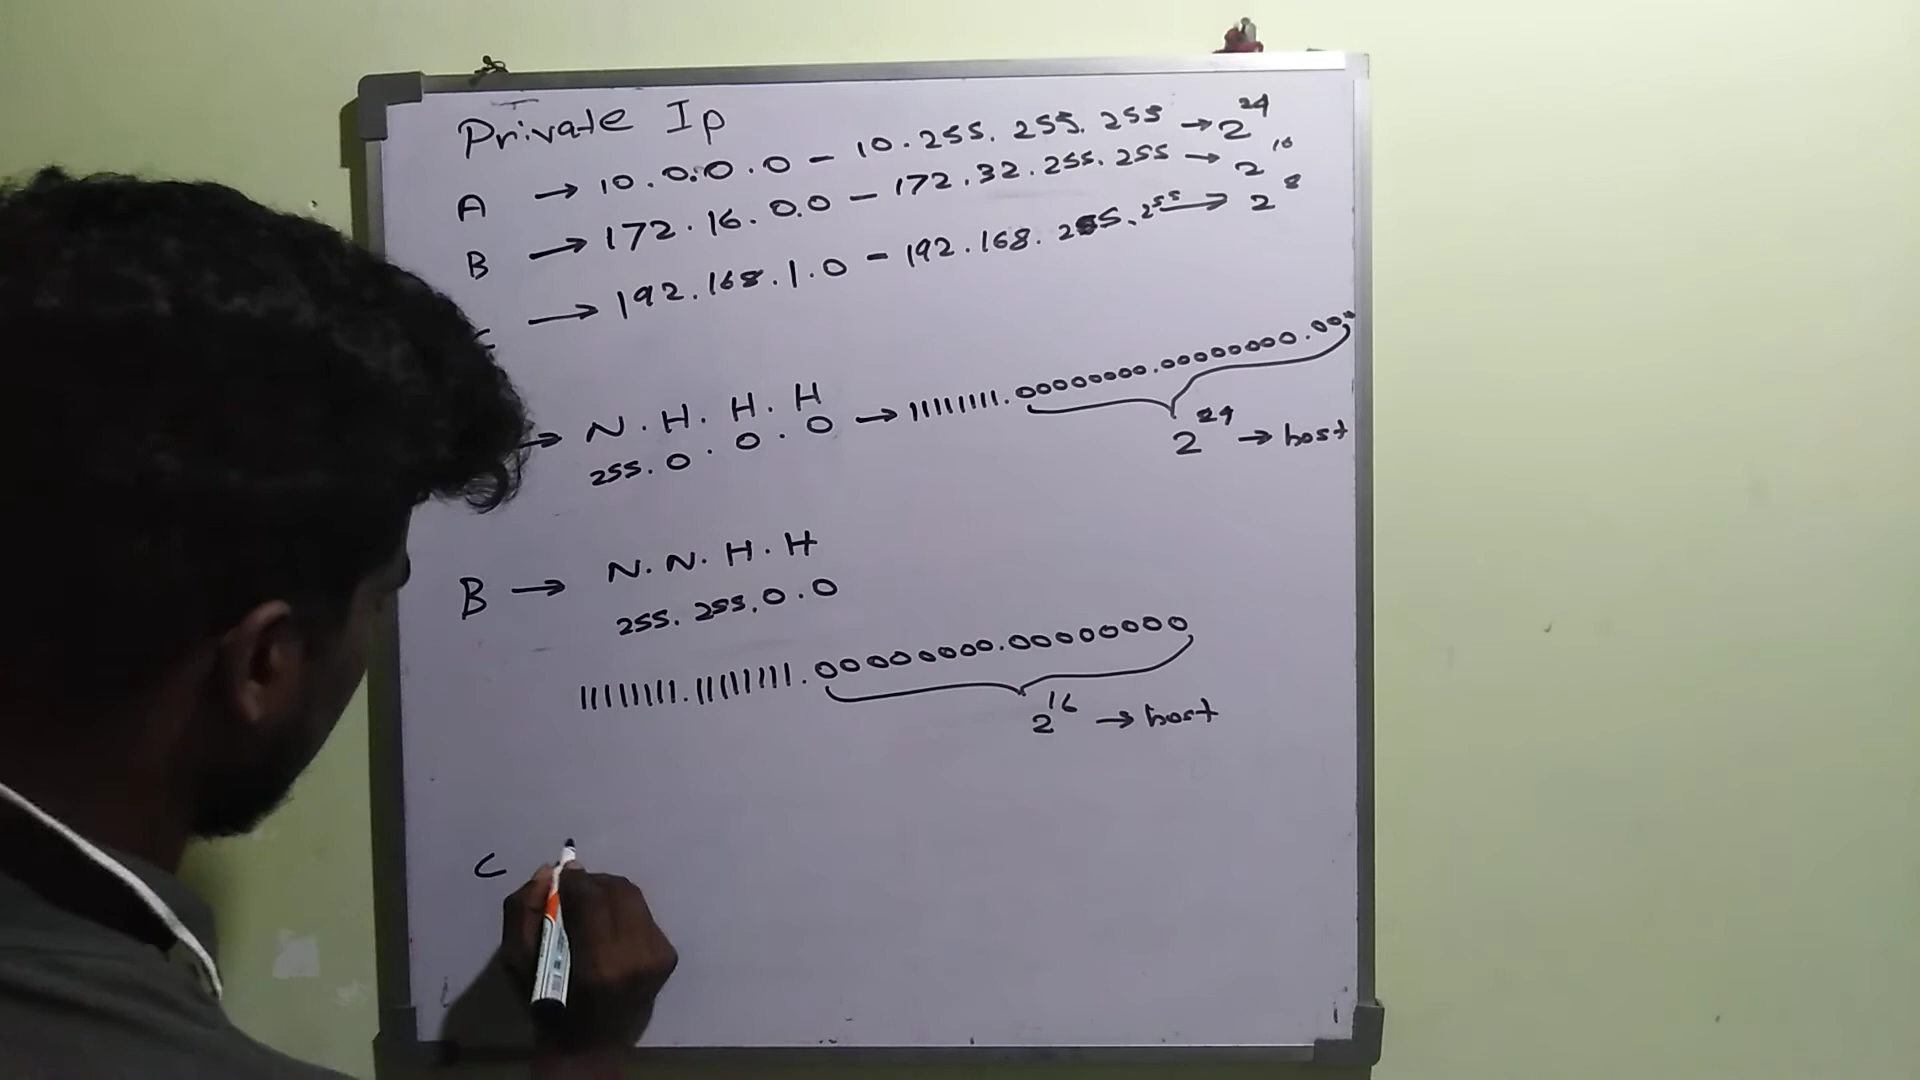 Private Ip
A → 10.0.0.0 - 10.255.255.255 → 2^24
B → 172.16.0.0 - 172.32.255.255 → 2^16
C → 192.168.1.0 - 192.168.255.255 → 2^8
→ N.H.H.H → 11111111.00000000.00000000.000
255.0.0.0
2^24 → host
B → N.N.H.H
255.255.0.0
11111111.11111111.00000000.00000000
2^16 → host
C